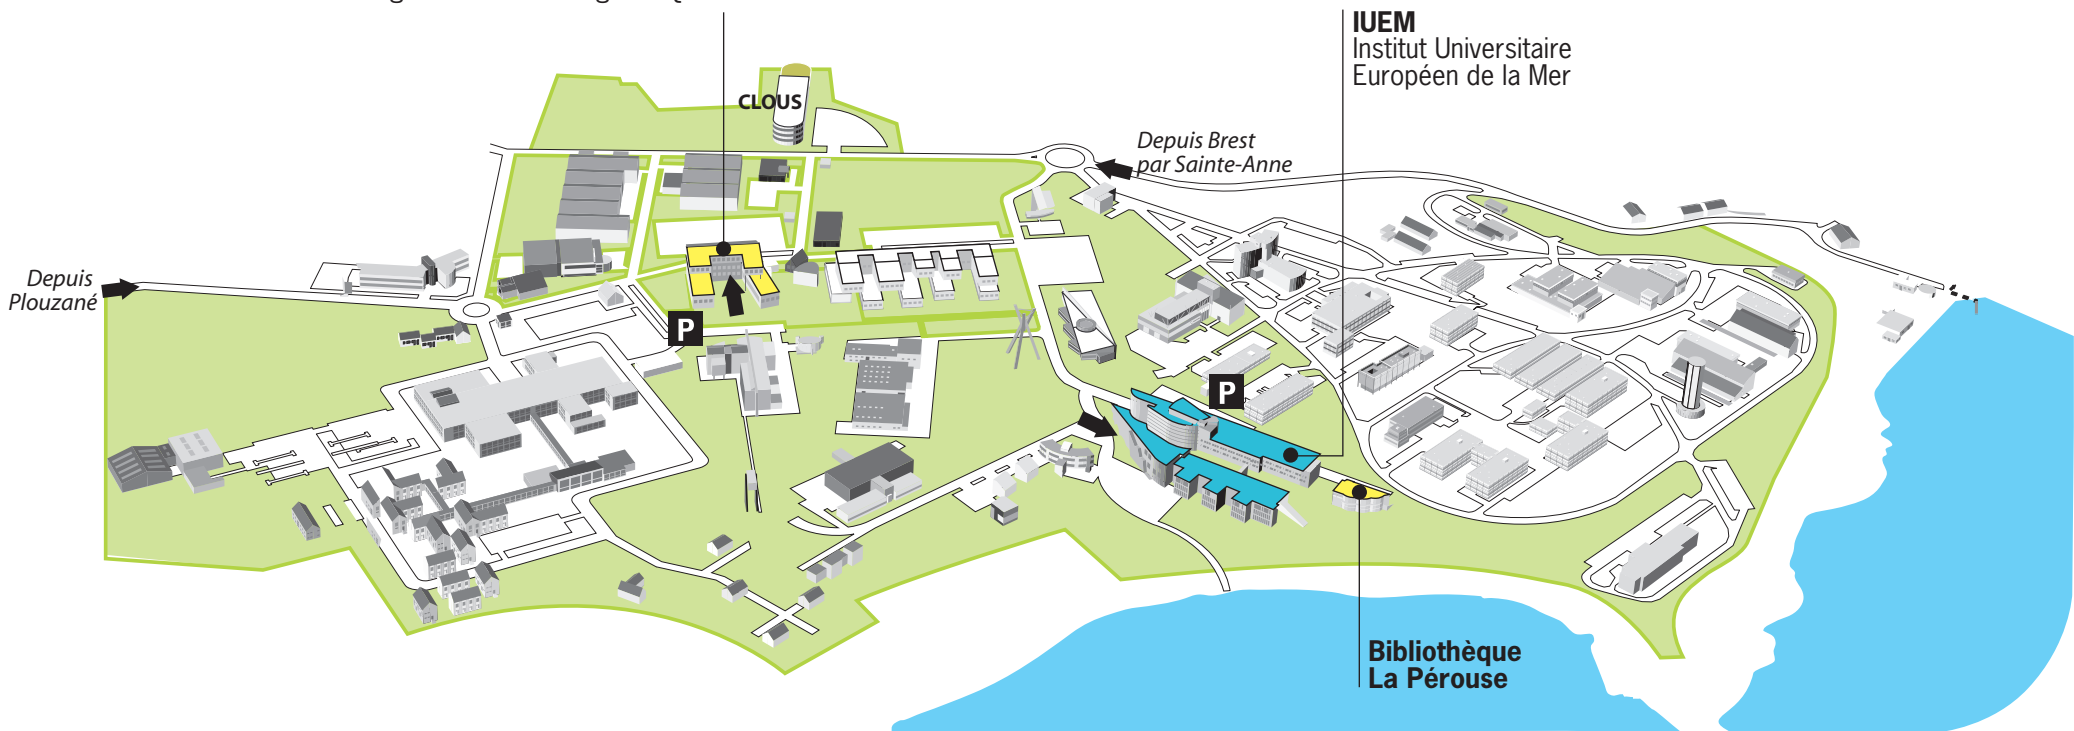 IUEM
Institut Universitaire
Européen de la Mer
CLOUS
Depuis Brest
par Sainte-Anne
Depuis
Plouzané
P
P
Bibliothèque
La Pérouse